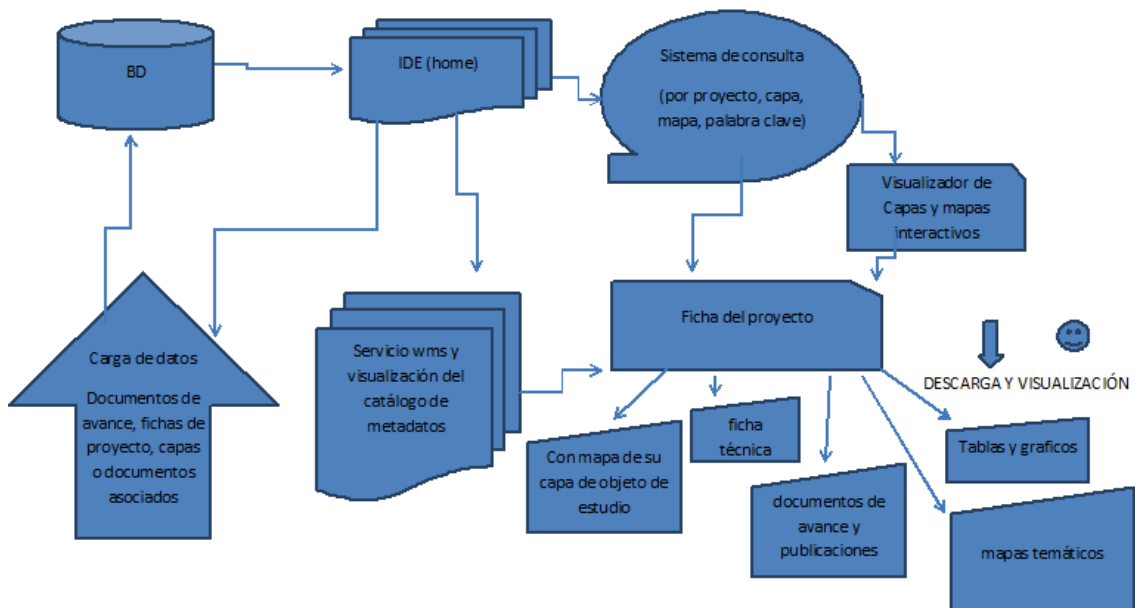 BD
IDE (home)
Sistema de consulta
(por proyecto, capa,
mapa, palabra clave)
Visualizador de
Capas y mapas
interactivos
Carga de datos
Documentos de
avance, fichas de
proyecto, capas
o documentos
asociados
Servicio wms y
visualización del
catálogo de
metadatos
Ficha del proyecto
DESCARGA Y VISUALIZACIÓN
Con mapa de su
capa de objeto de
estudio
ficha
técnica
documentos de
avance y
publicaciones
Tablas y graficos
mapas temáticos